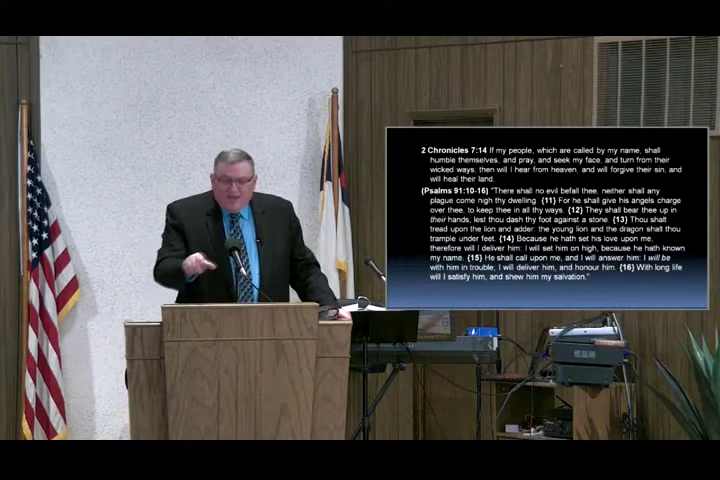 2 Chronicles 7:14 If my people, which are called by my name, shall
humble themselves, and pray, and seek my face, and turn from their
wicked ways, then will I hear from heaven, and will forgive their sin, and
will heal their land.
(Psalms 91:10-16) "There shall no evil befall thee, neither shall any
plague come nigh thy dwelling. {11} For he shall give his angels charge
over thee, to keep thee in all thy ways. {12} They shall bear thee up in
their hands, lest thou dash thy foot against a stone. {13} Thou shalt
tread upon the lion and adder: the young lion and the dragon shalt thou
trample under feet. {14} Because he hath set his love upon me,
therefore will I deliver him: I will set him on high, because he hath known
my name. {15} He shall call upon me, and I will answer him: I will be
with him in trouble; I will deliver him, and honour him. {16} With long life
will I satisfy him, and shew him my salvation."